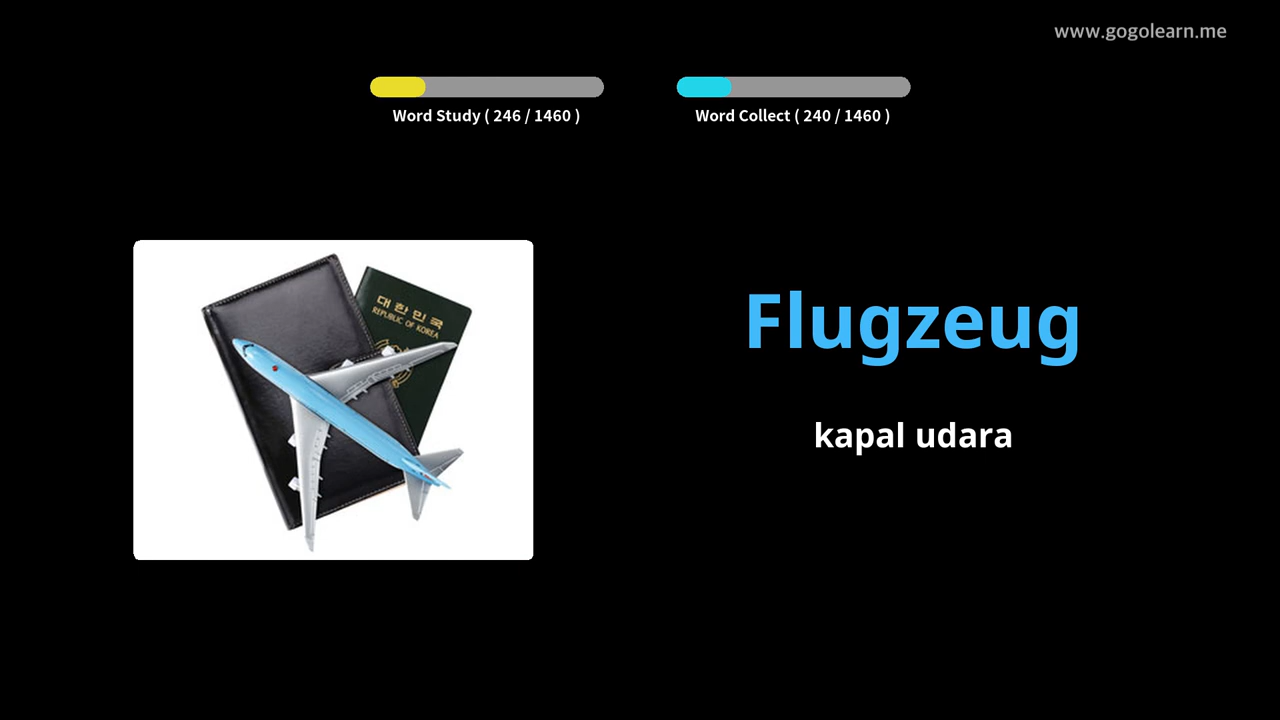 www.gogolearn.me
Word Study ( 246 / 1460 )
Word Collect ( 240 / 1460 )
대한민국
REPUBLIC OF KOREA
Flugzeug
kapal udara